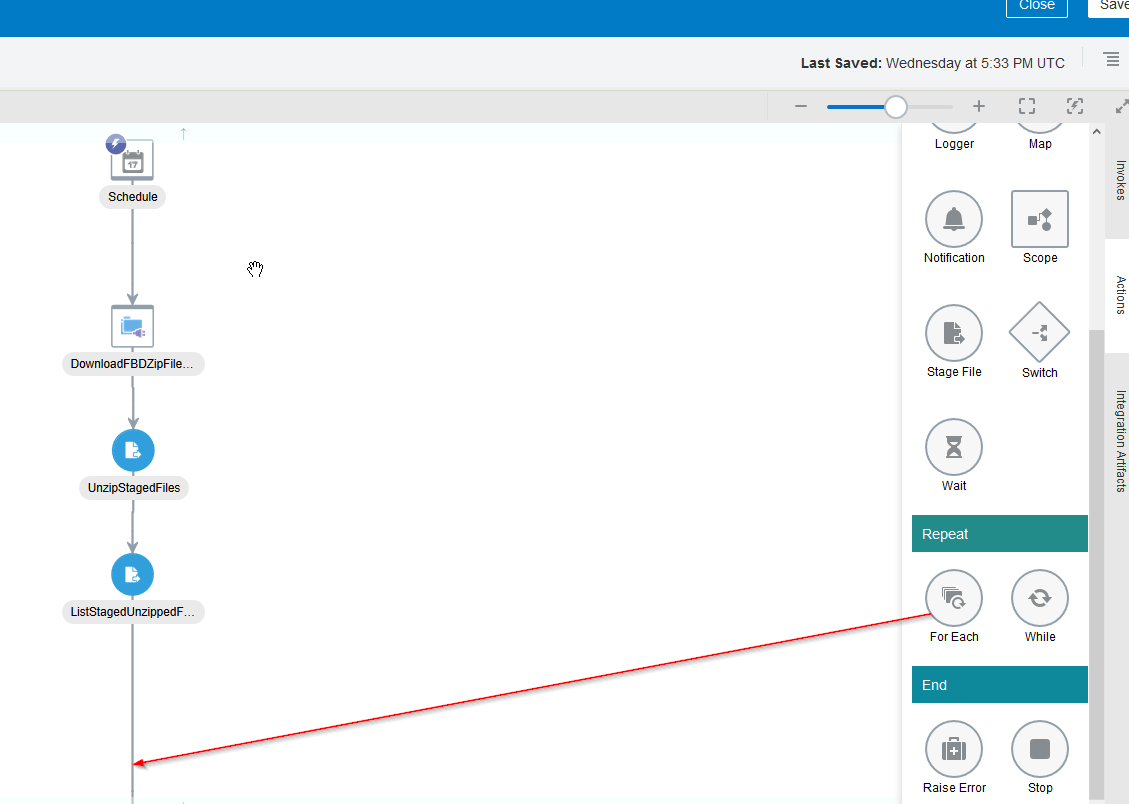 Close
Save
Last Saved: Wednesday at 5:33 PM UTC
Schedule
DownloadFBDZipFile...
UnzipStagedFiles
ListStagedUnzippedF...
Logger
Map
Notification
Scope
Stage File
Switch
Wait
Repeat
For Each
While
End
Raise Error
Stop
Invokes
Actions
Integration Artifacts
17